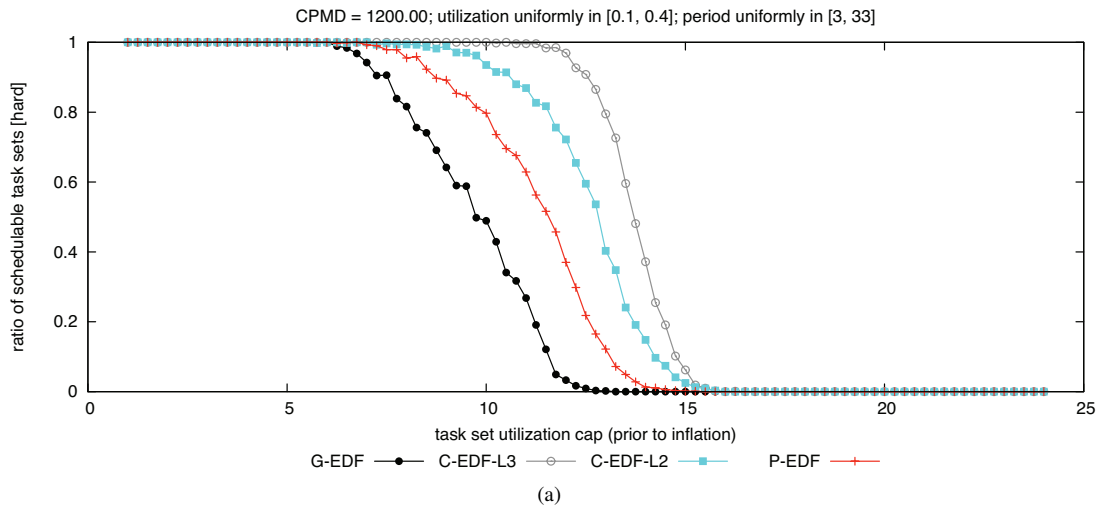 CPMD = 1200.00; utilization uniformly in [0.1, 0.4]; period uniformly in [3, 33]
ratio of schedulable task sets [hard]
1
0.8
0.6
0.4
0.2
0
0 5 10 15 20 25
task set utilization cap (prior to inflation)
G-EDF C-EDF-L3 C-EDF-L2 P-EDF
(a)